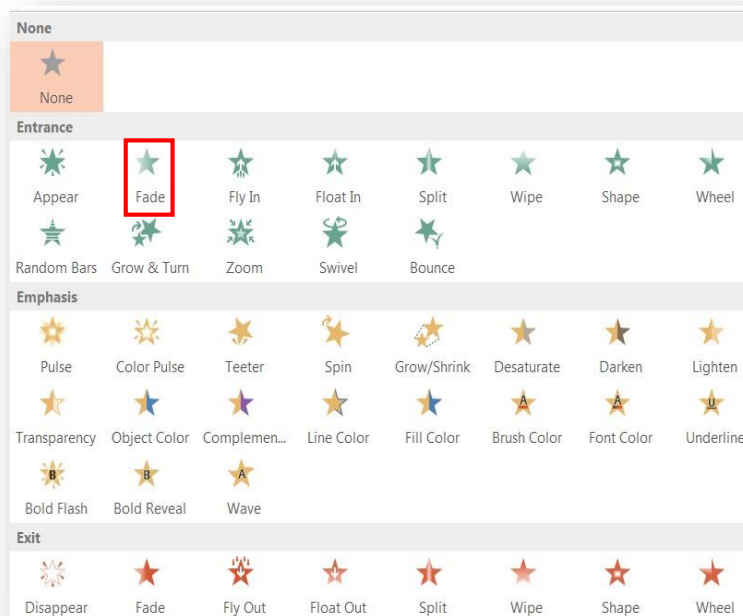 None
None
Entrance
Appear Fade Fly In Float In Split Wipe Shape Wheel
Random Bars Grow & Turn Zoom Swivel Bounce
Emphasis
Pulse Color Pulse Teeter Spin Grow/Shrink Desaturate Darken Lighten
Transparency Object Color Complemen... Line Color Fill Color Brush Color Font Color Underline
Bold Flash Bold Reveal Wave
Exit
Disappear Fade Fly Out Float Out Split Wipe Shape Wheel